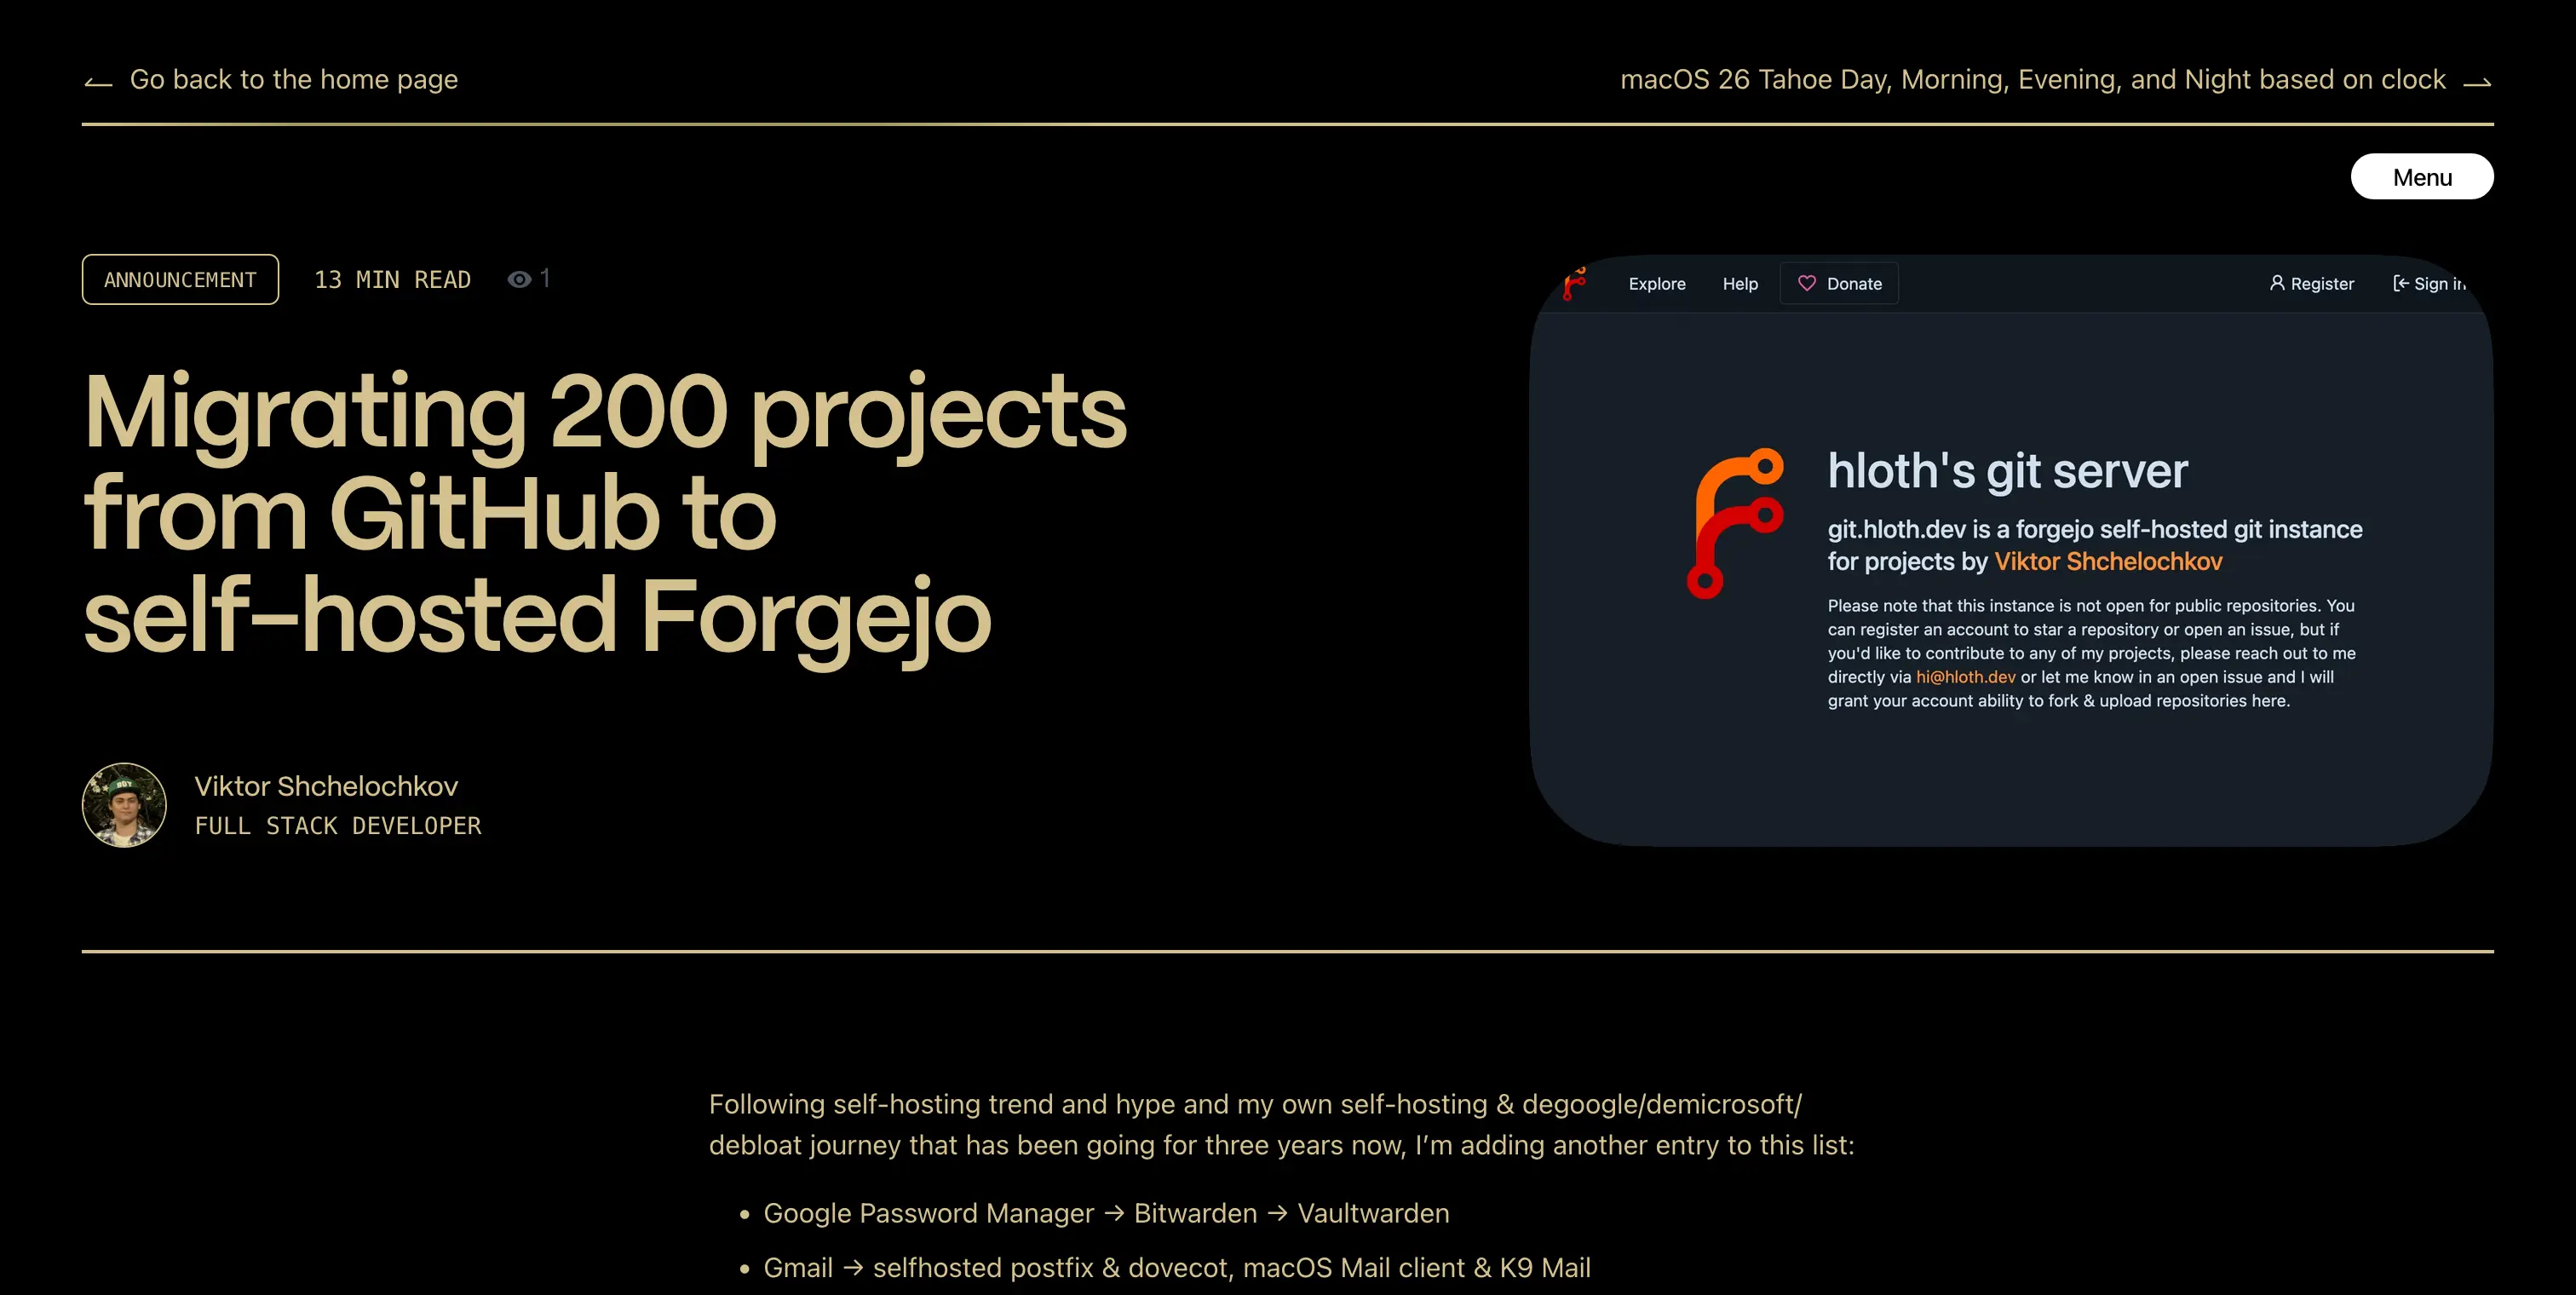 Go back to the home page
macOS 26 Tahoe Day, Morning, Evening, and Night based on clock
Menu
ANNOUNCEMENT
13 MIN READ
1
Migrating 200 projects
from GitHub to
self-hosted Forgejo
Viktor Shchelochkov
FULL STACK DEVELOPER
Explore
Help
Donate
Register
Sign in
hloth's git server
git.hloth.dev is a forgejo self-hosted git instance
for projects by Viktor Shchelochkov
Please note that this instance is not open for public repositories. You
can register an account to star a repository or open an issue, but if
you'd like to contribute to any of my projects, please reach out to me
directly via hi@hloth.dev or let me know in an open issue and I will
grant your account ability to fork & upload repositories here.
Following self-hosting trend and hype and my own self-hosting & degoogle/demicrosoft/
debloat journey that has been going for three years now, I’m adding another entry to this list:
• Google Password Manager → Bitwarden → Vaultwarden
• Gmail → selfhosted postfix & dovecot, macOS Mail client & K9 Mail